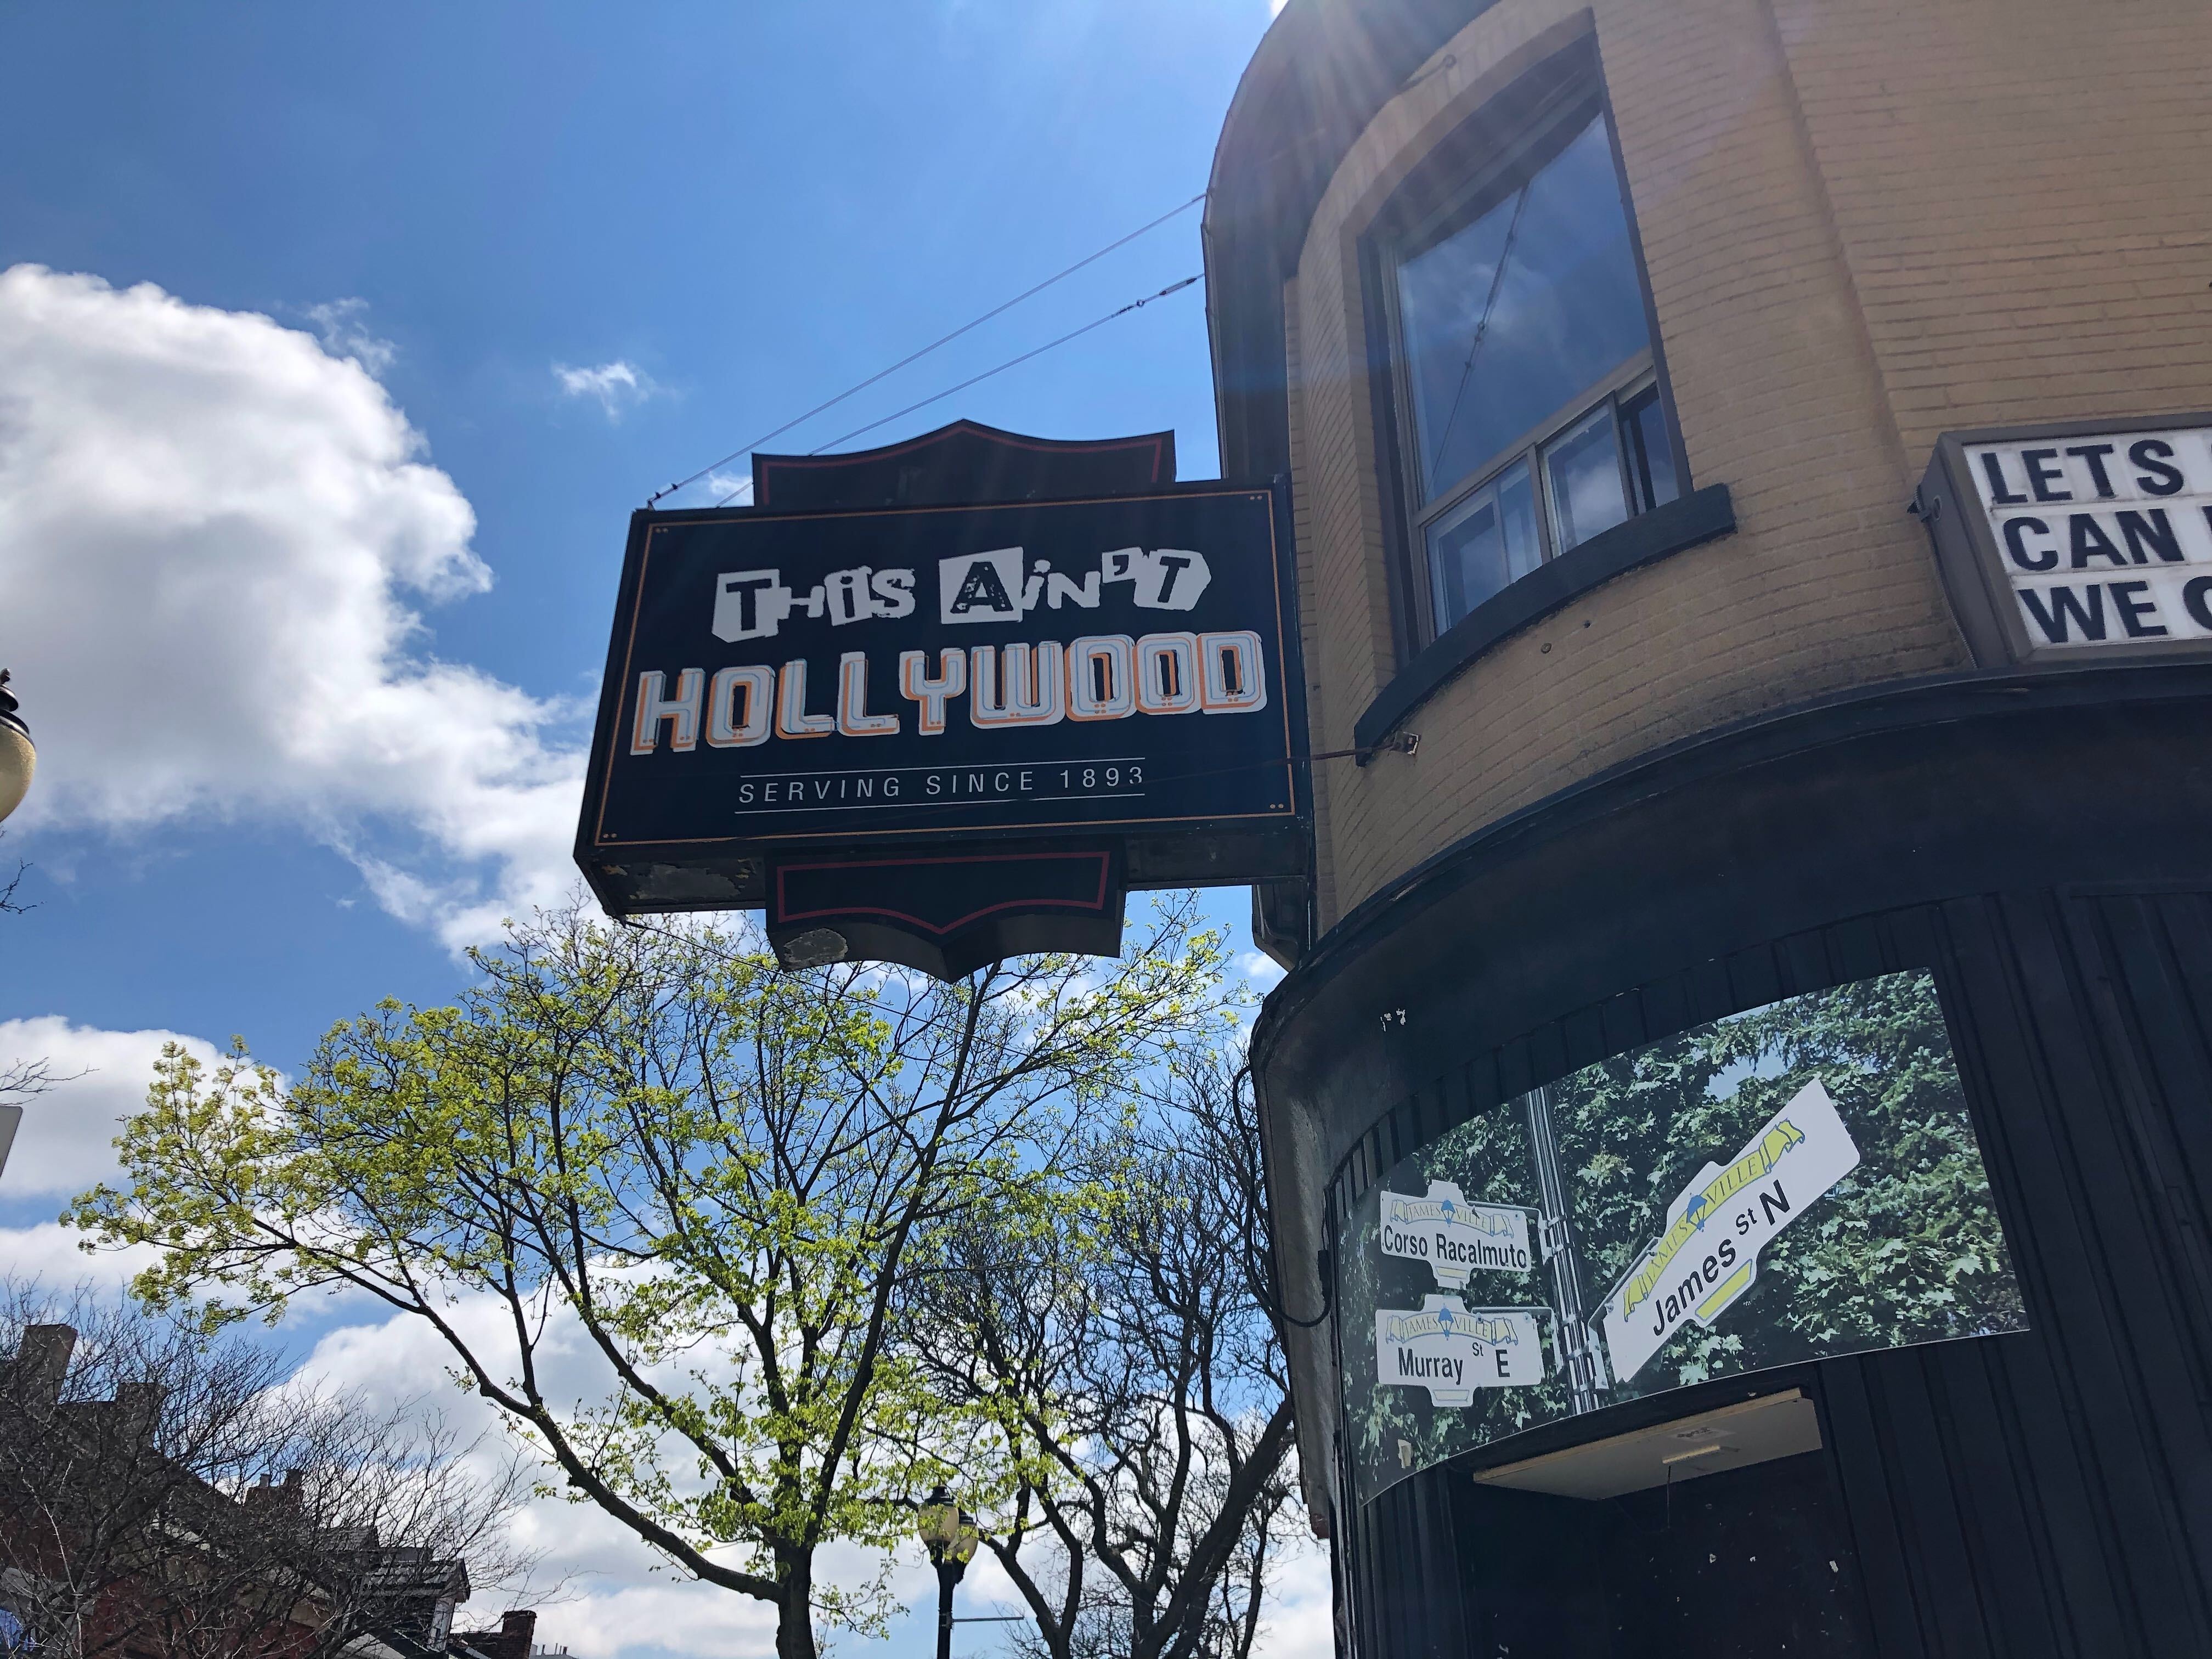 THiS AiN'T
HOLLYWOOD
SERVING SINCE 1893
LETS
CAN
WE
JAMESVILLE
Corso Racalmuto
JAMESVILLE
Murray St E
JAMESVILLE
James St N